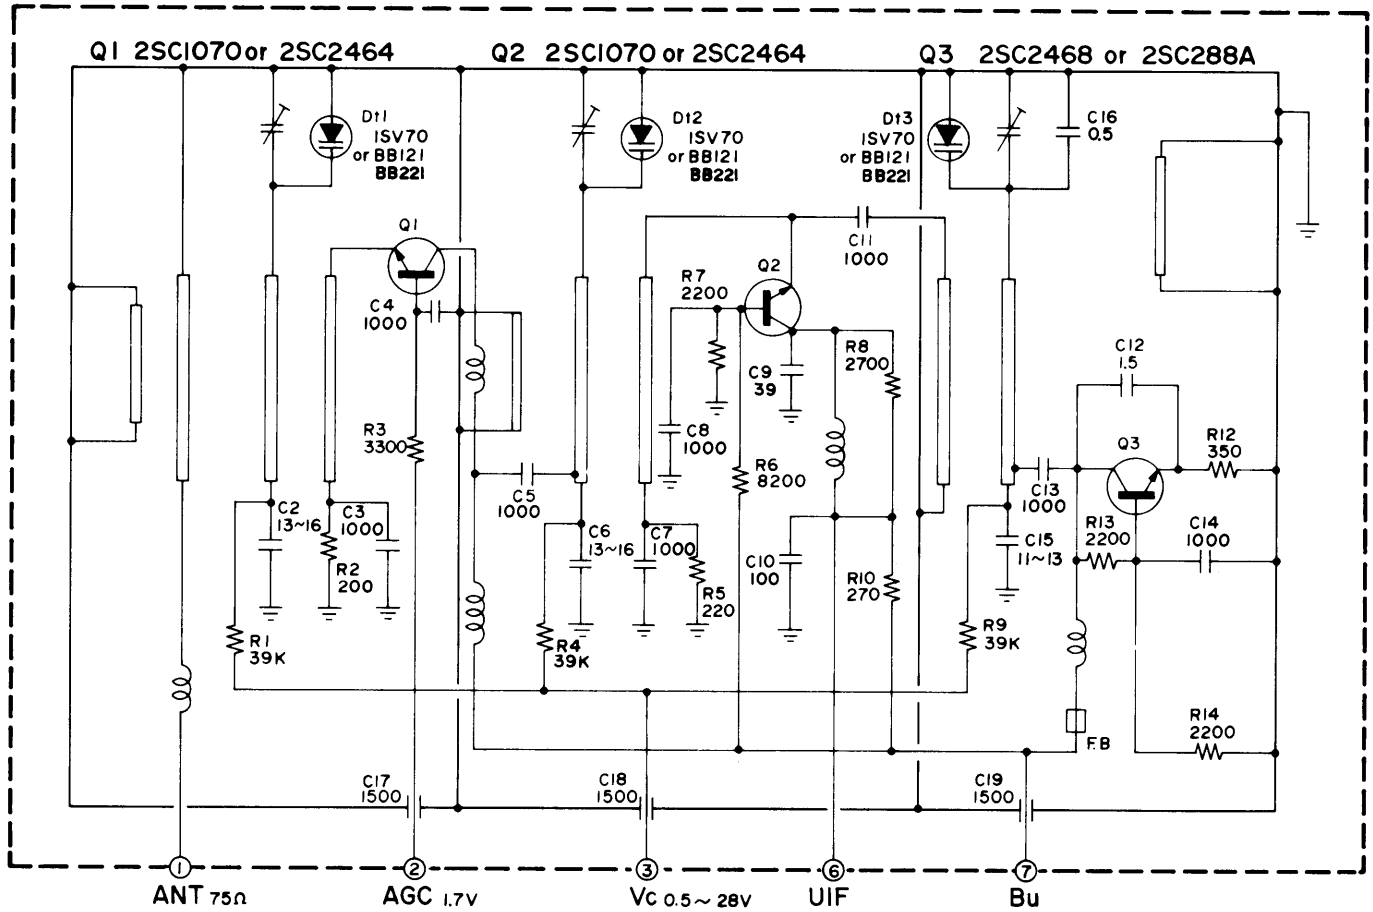 Q1 2SC1070 or 2SC2464
Q2 2SC1070 or 2SC2464
Q3 2SC2468 or 2SC288A
Dt1
1SV70
or BB121
BB221
Dt2
1SV70
or BB121
BB221
Dt3
1SV70
or BB121
BB221
C16
0.5
Q1
C4
1000
R3
3300
C11
1000
Q2
R7
2200
R8
2700
C9
39
C8
1000
R6
8200
C12
1.5
Q3
R12
350
C5
1000
C2
13~16
C3
1000
R2
200
R1
39K
C6
13~16
C7
1000
R5
220
R4
39K
C10
100
R10
270
C13
1000
R13
2200
C14
1000
C15
11~13
R9
39K
F.B
R14
2200
C17
1500
C18
1500
C19
1500
1
2
3
6
7
ANT 75Ω
AGC 1.7V
Vc 0.5~28V
UIF
Bu